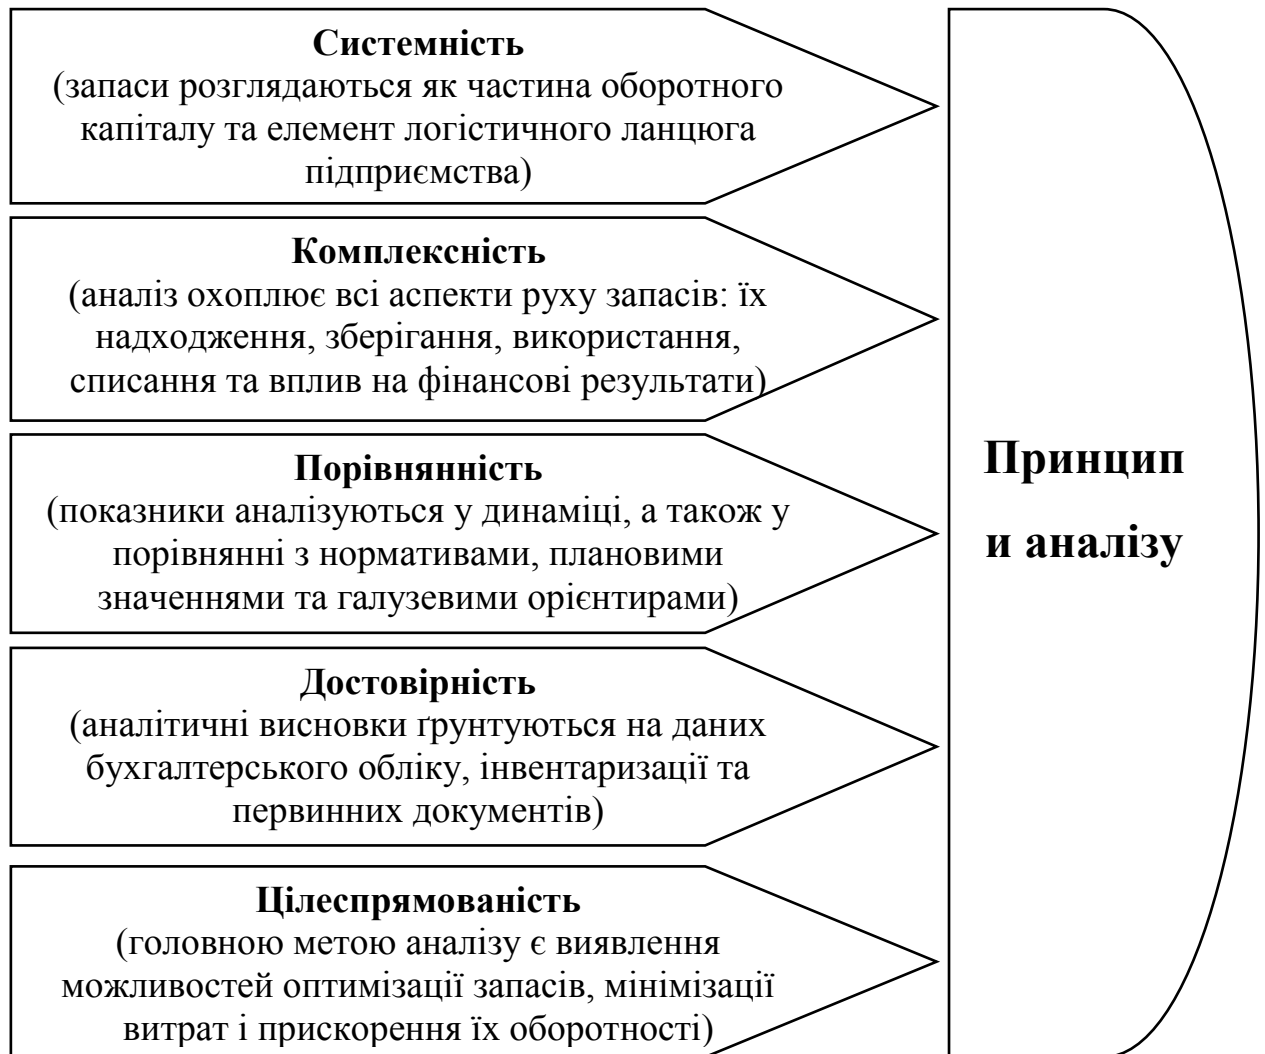 Системність
(запаси розглядаються як частина оборотного
капіталу та елемент логістичного ланцюга
підприємства)
Комплексність
(аналіз охоплює всі аспекти руху запасів: їх
надходження, зберігання, використання,
списання та вплив на фінансові результати)
Порівнянність
(показники аналізуються у динаміці, а також у
порівнянні з нормативами, плановими
значеннями та галузевими орієнтирами)
Достовірність
(аналітичні висновки ґрунтуються на даних
бухгалтерського обліку, інвентаризації та
первинних документів)
Цілеспрямованість
(головною метою аналізу є виявлення
можливостей оптимізації запасів, мінімізації
витрат і прискорення їх оборотності)
Принцип
и аналізу